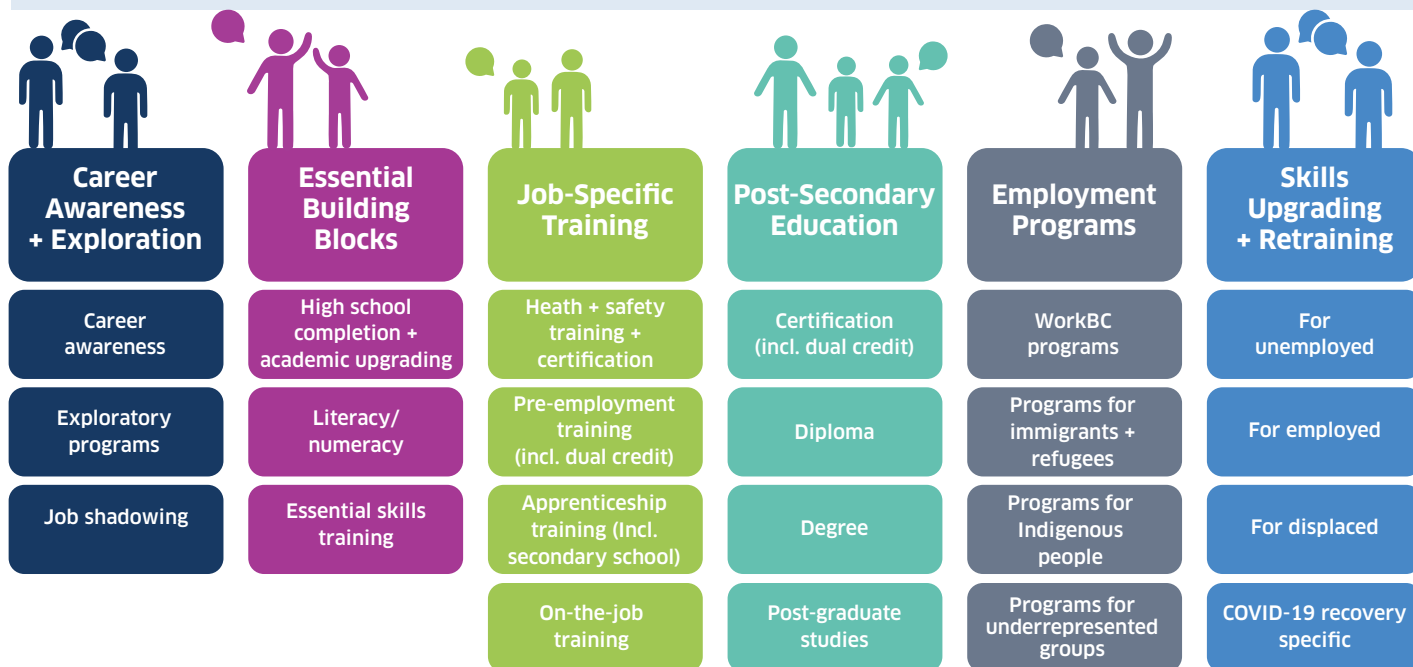 Career
Awareness
+ Exploration
Career
awareness
Exploratory
programs
Job shadowing
Essential
Building
Blocks
High school
completion +
academic upgrading
Literacy/
numeracy
Essential skills
training
Job-Specific
Training
Heath + safety
training +
certification
Pre-employment
training
(incl. dual credit)
Apprenticeship
training (Incl.
secondary school)
On-the-job
training
Post-Secondary
Education
Certification
(incl. dual credit)
Diploma
Degree
Post-graduate
studies
Employment
Programs
WorkBC
programs
Programs for
immigrants +
refugees
Programs for
Indigenous
people
Programs for
underrepresented
groups
Skills
Upgrading
+ Retraining
For
unemployed
For employed
For displaced
COVID-19 recovery
specific